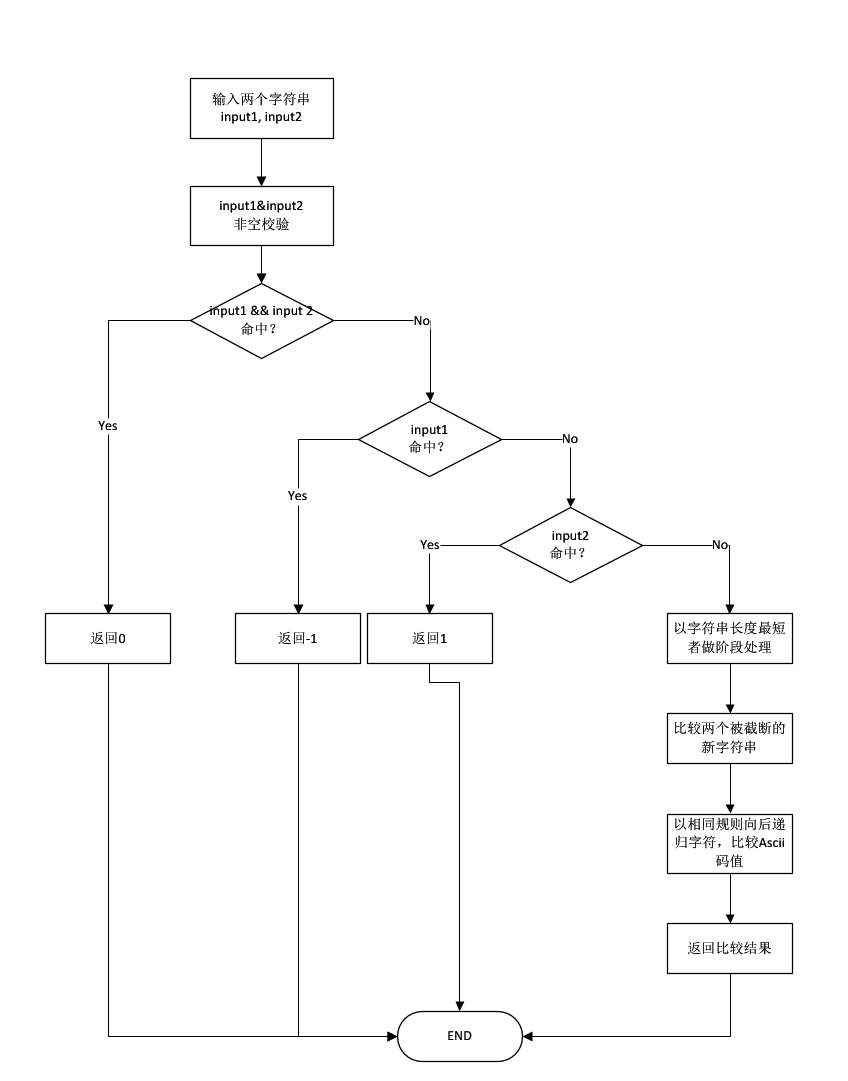 输入两个字符串
input1, input2
input1&input2
非空校验
input1 && input 2
命中？
No
Yes
input1
命中？
No
Yes
input2
命中？
Yes
No
返回0
返回-1
返回1
以字符串长度最短
者做阶段处理
比较两个被截断的
新字符串
以相同规则向后递
归字符，比较Ascii
码值
返回比较结果
END